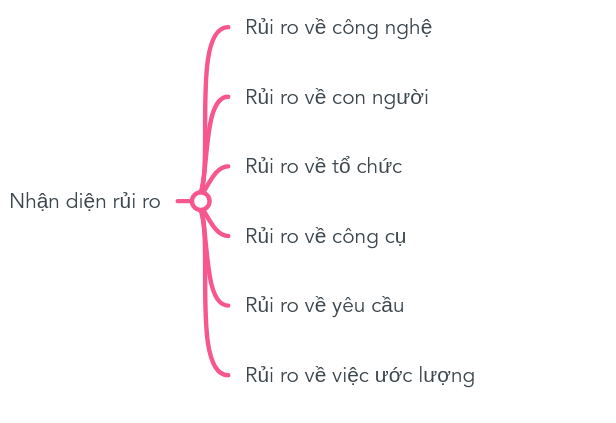 Rủi ro về công nghệ
Rủi ro về con người
Rủi ro về tổ chức
Nhận diện rủi ro
Rủi ro về công cụ
Rủi ro về yêu cầu
Rủi ro về việc ước lượng